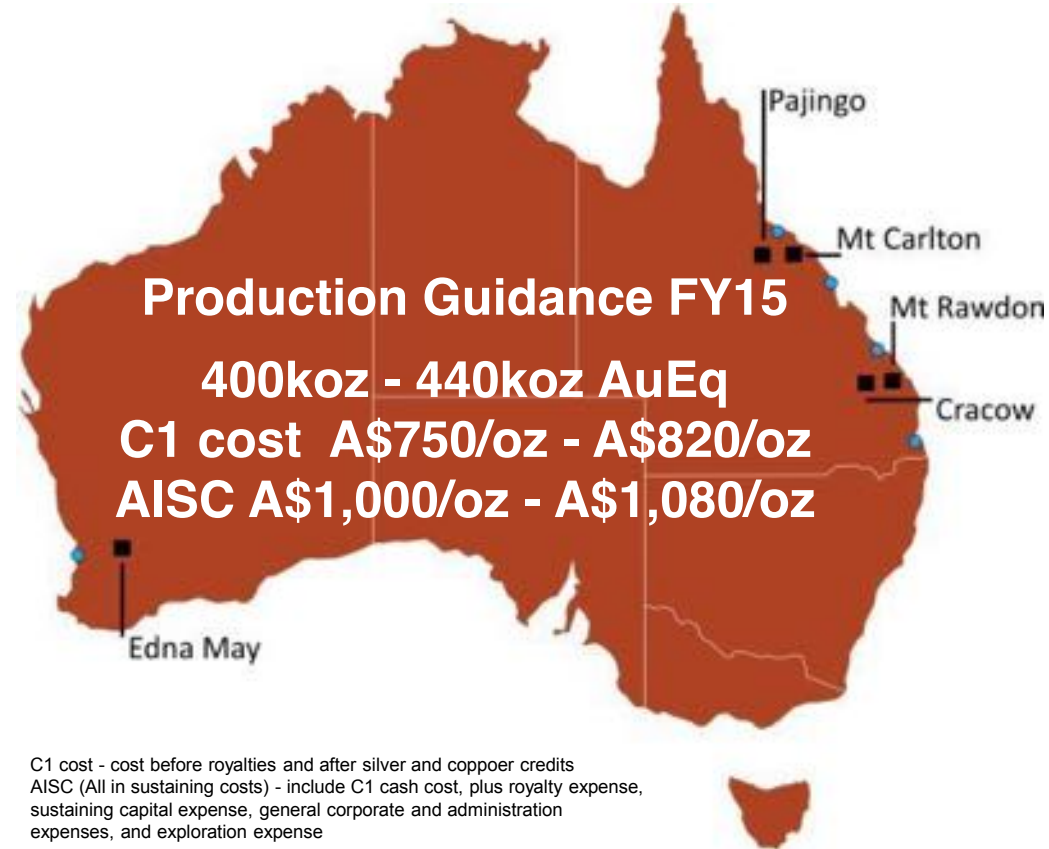 Pajingo
Mt Carlton
Production Guidance FY15
Mt Rawdon
400koz - 440koz AuEq
Cracow
C1 cost A$750/oz - A$820/oz
AISC A$1,000/oz - A$1,080/oz
Edna May
C1 cost - cost before royalties and after silver and coppoer credits
AISC (All in sustaining costs) - include C1 cash cost, plus royalty expense,
sustaining capital expense, general corporate and administration
expenses, and exploration expense